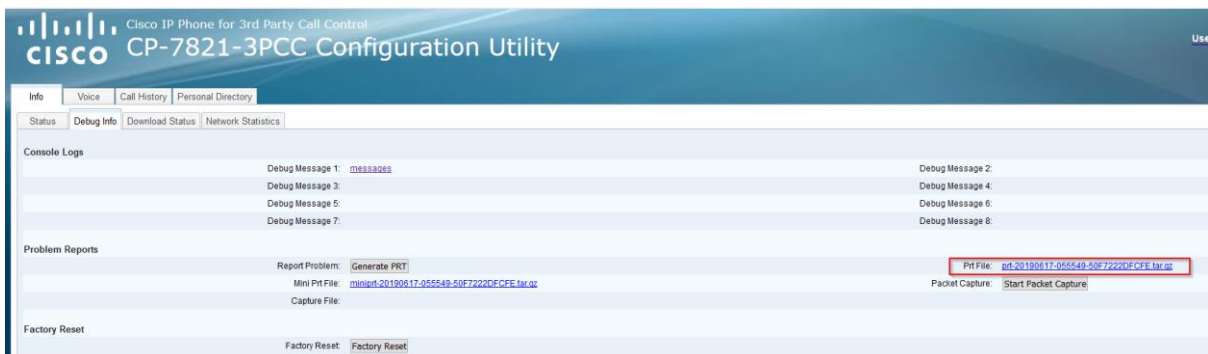 Cisco IP Phone for 3rd Party Call Control
CISCO CP-7821-3PCC Configuration Utility
Use
Info Voice Call History Personal Directory
Status Debug Info Download Status Network Statistics
Console Logs
Debug Message 1: messages Debug Message 2:
Debug Message 3: Debug Message 4:
Debug Message 5: Debug Message 6:
Debug Message 7: Debug Message 8:
Problem Reports
Report Problem: Generate PRT Prt File: prt-20190617-055549-50F7222DFCFE.tar.gz
Mini Prt File: miniprt-20190617-055549-50F7222DFCFE.tar.gz Packet Capture: Start Packet Capture
Capture File:
Factory Reset
Factory Reset: Factory Reset